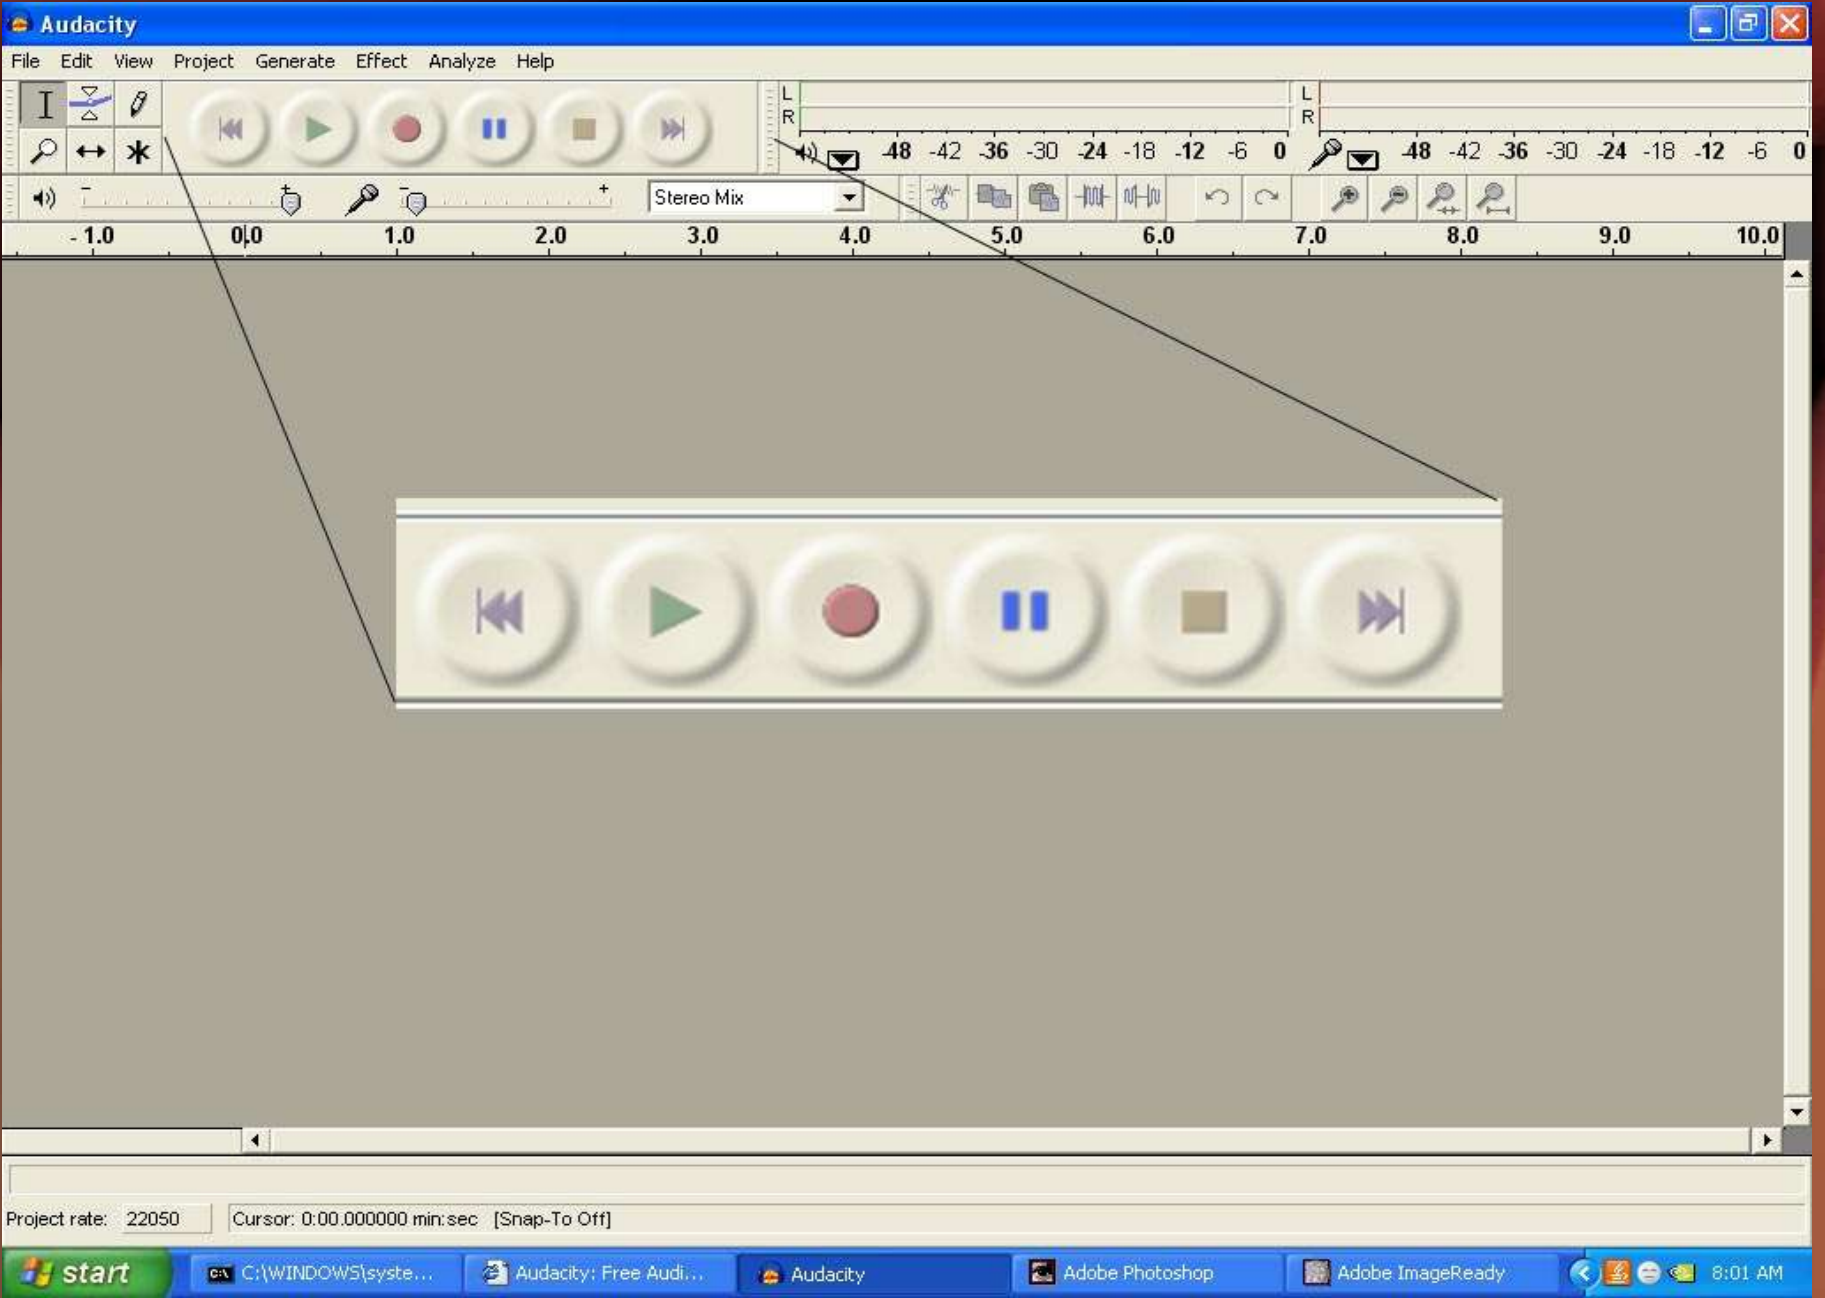 Audacity
File Edit View Project Generate Effect Analyze Help
L
R
-48 -42 -36 -30 -24 -18 -12 -6 0
L
R
-48 -42 -36 -30 -24 -18 -12 -6 0
- +
- +
Stereo Mix
- 1.0 0.0 1.0 2.0 3.0 4.0 5.0 6.0 7.0 8.0 9.0 10.0
Project rate: 22050 Cursor: 0:00.000000 min:sec [Snap-To Off]
start C:\WINDOWS\syste... Audacity: Free Audi... Audacity Adobe Photoshop Adobe ImageReady 8:01 AM